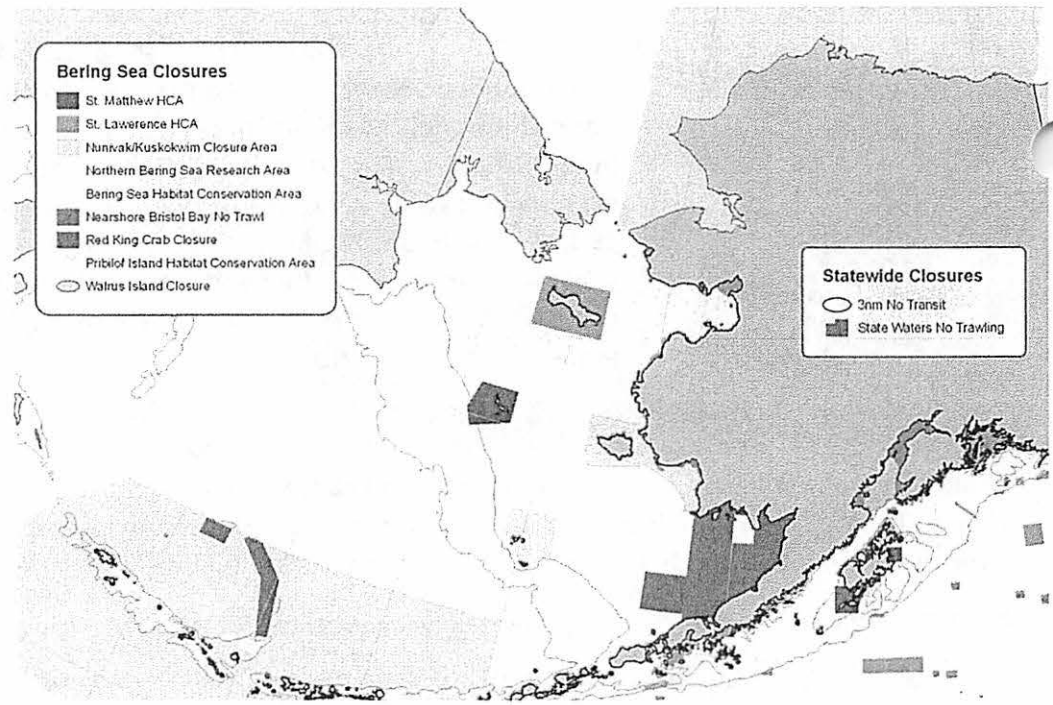 Bering Sea Closures
St. Matthew HCA
St. Lawerence HCA
Nunivak/Kuskokwim Closure Area
Northern Bering Sea Research Area
Bering Sea Habitat Conservation Area
Nearshore Bristol Bay No Trawl
Red King Crab Closure
Pribilof Island Habitat Conservation Area
Walrus Island Closure
Statewide Closures
3nm No Transit
State Waters No Trawling